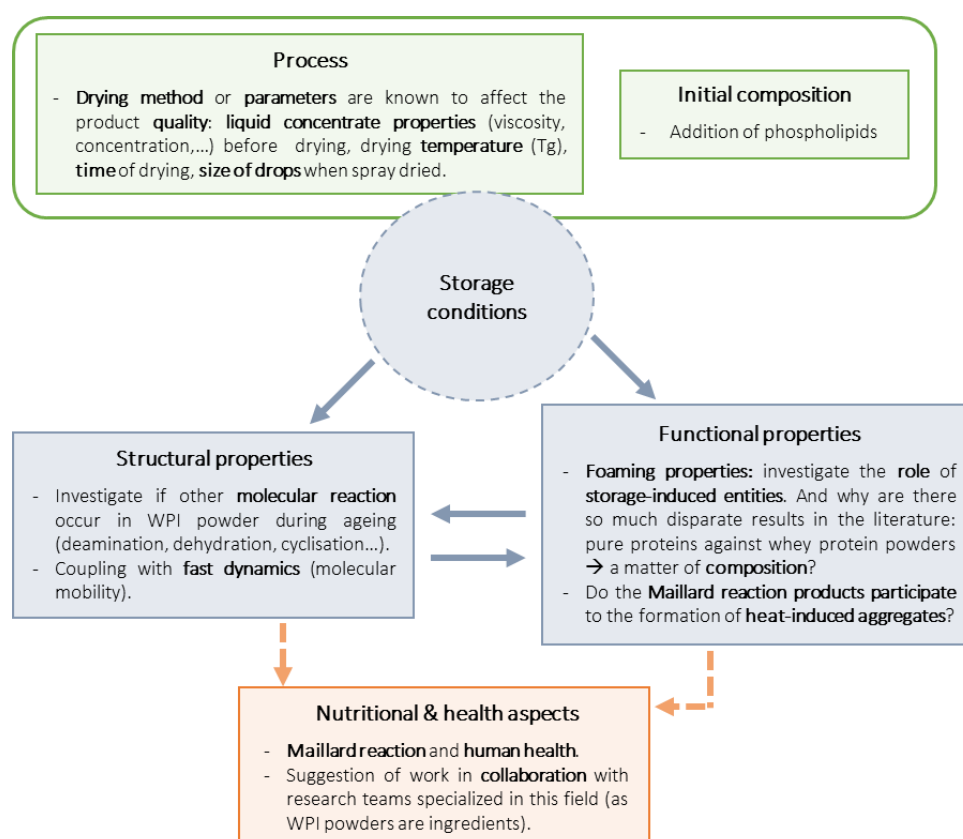 Process
- Drying method or parameters are known to affect the
product quality: liquid concentrate properties (viscosity,
concentration,...) before drying, drying temperature (Tg),
time of drying, size of drops when spray dried.
Initial composition
- Addition of phospholipids
Storage
conditions
Structural properties
- Investigate if other molecular reaction
occur in WPI powder during ageing
(deamination, dehydration, cyclisation...).
- Coupling with fast dynamics (molecular
mobility).
Functional properties
- Foaming properties: investigate the role of
storage-induced entities. And why are there
so much disparate results in the literature:
pure proteins against whey protein powders
→ a matter of composition?
- Do the Maillard reaction products participate
to the formation of heat-induced aggregates?
Nutritional & health aspects
- Maillard reaction and human health.
- Suggestion of work in collaboration with
research teams specialized in this field (as
WPI powders are ingredients).